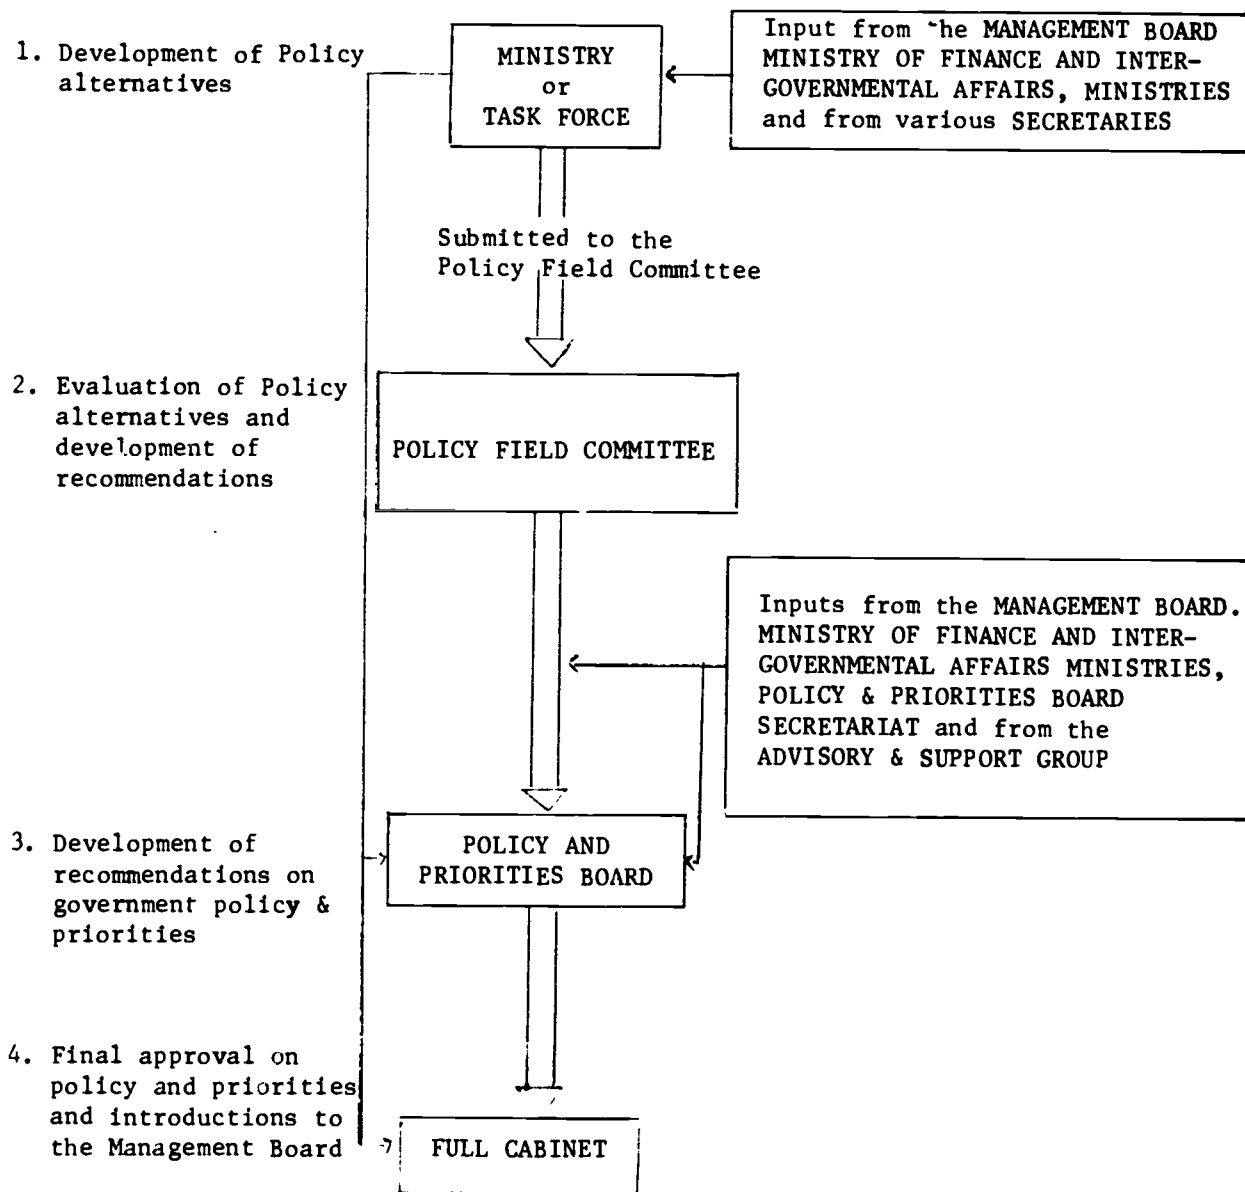 1. Development of Policy
alternatives
MINISTRY
or
TASK FORCE
Input from he MANAGEMENT BOARD
MINISTRY OF FINANCE AND INTER-
GOVERNMENTAL AFFAIRS, MINISTRIES
and from various SECRETARIES
Submitted to the
Policy Field Committee
2. Evaluation of Policy
alternatives and
development of
recommendations
POLICY FIELD COMMITTEE
Inputs from the MANAGEMENT BOARD.
MINISTRY OF FINANCE AND INTER-
GOVERNMENTAL AFFAIRS MINISTRIES,
POLICY & PRIORITIES BOARD
SECRETARIAT and from the
ADVISORY & SUPPORT GROUP
3. Development of
recommendations on
government policy &
priorities
POLICY AND
PRIORITIES BOARD
4. Final approval on
policy and priorities
and introductions to
the Management Board
FULL CABINET